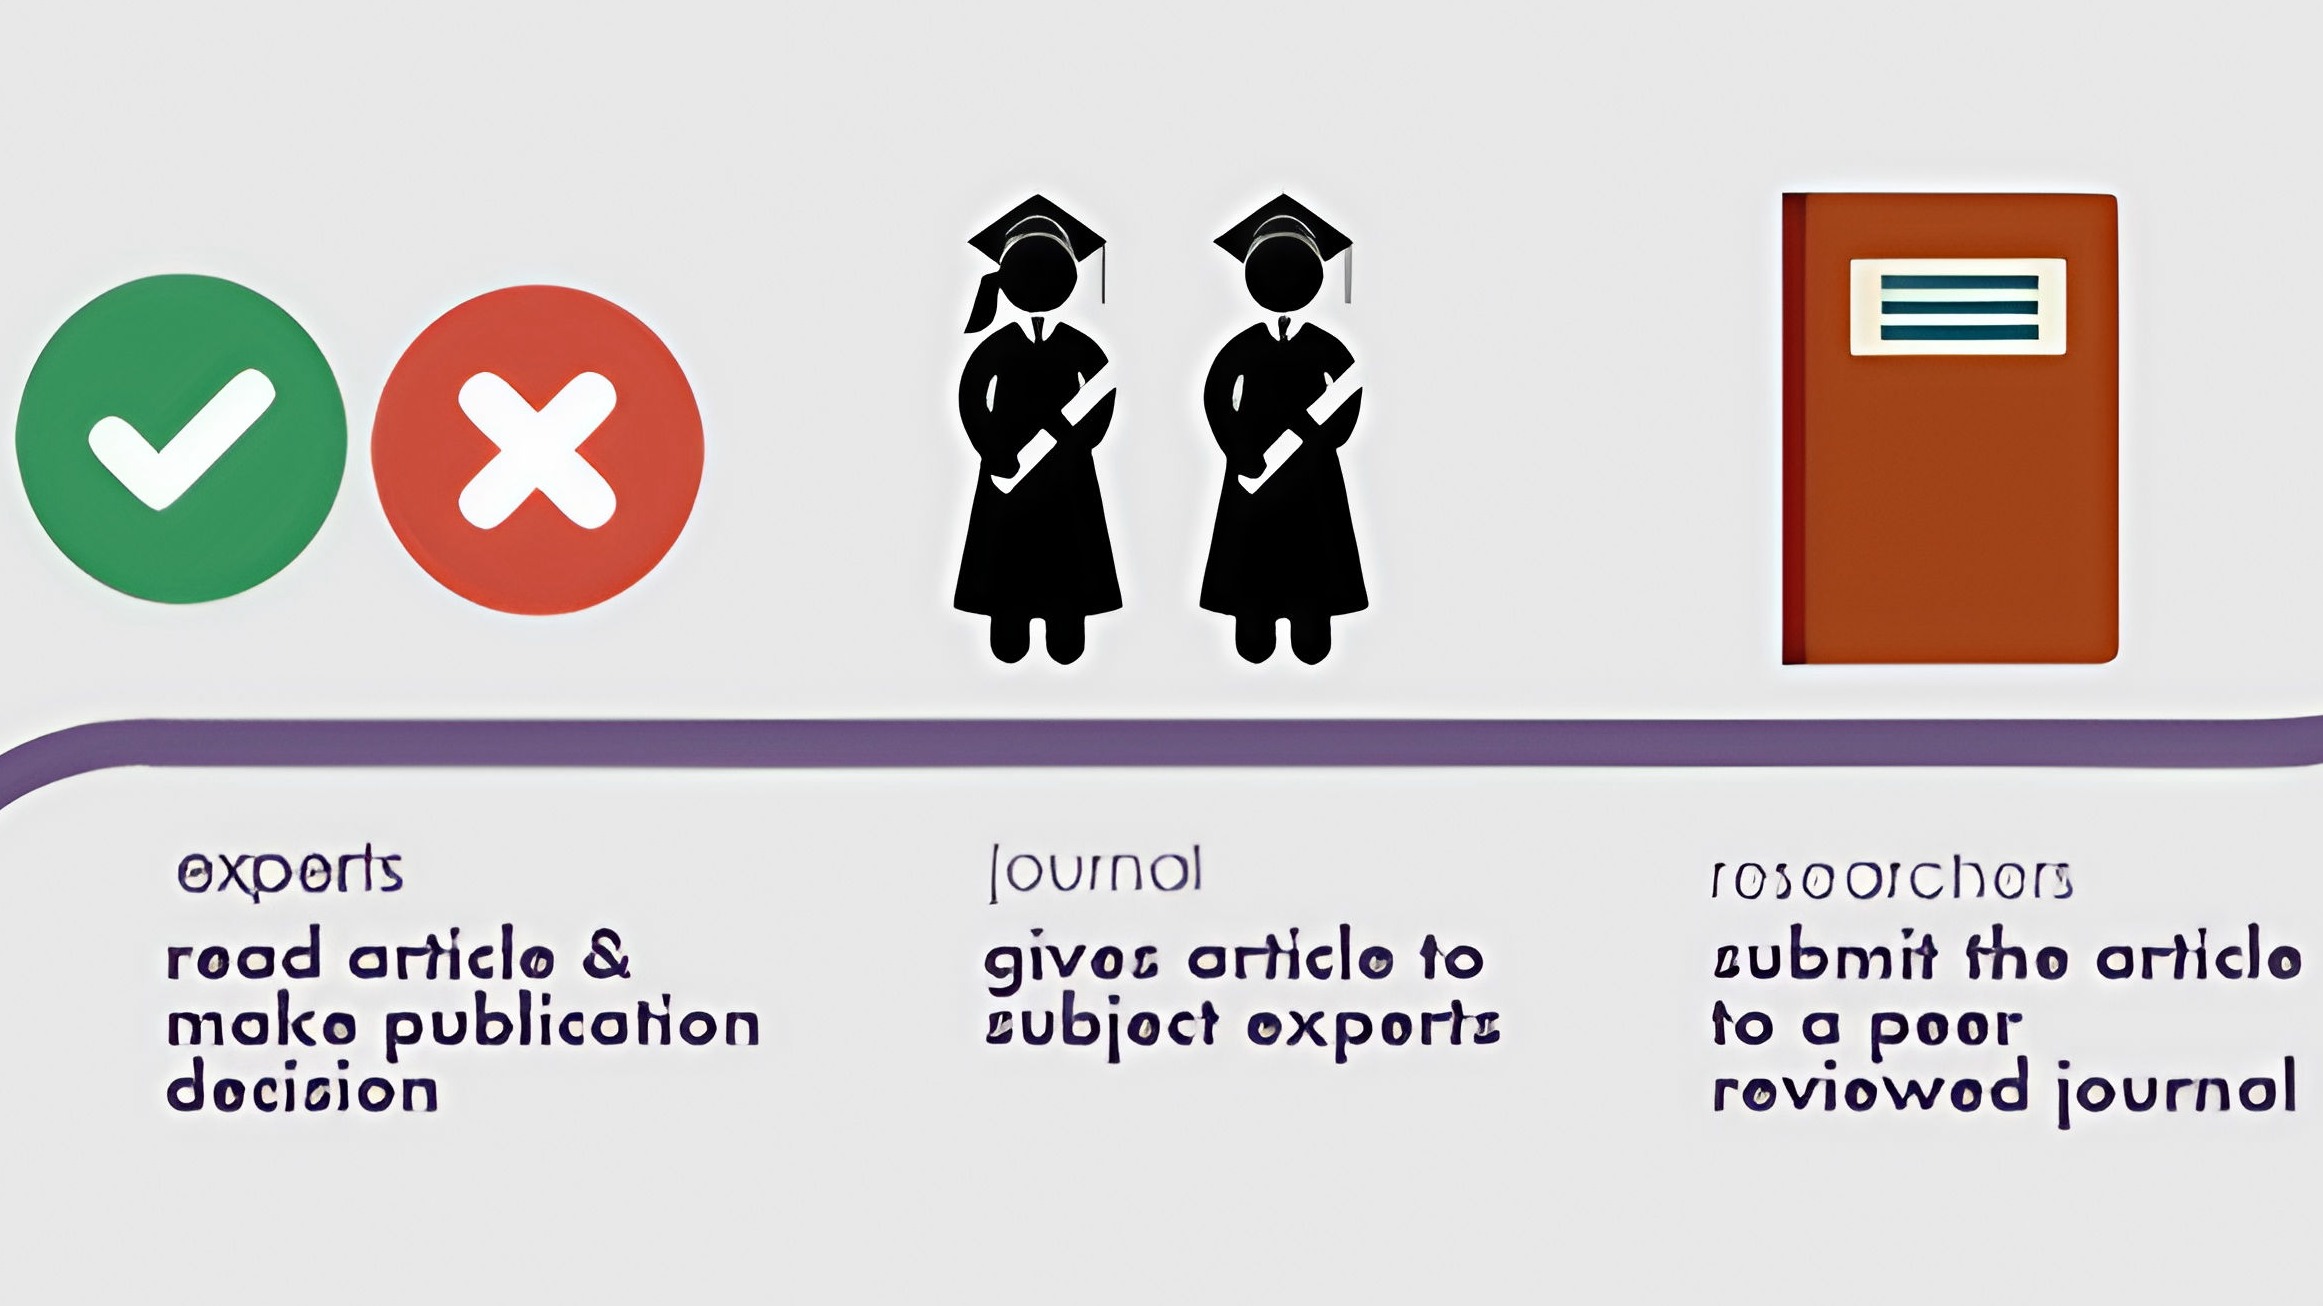 experts
read article &
make publication
decision
journal
gives article to
subject experts
researchers
submit the article
to a peer
reviewed journal